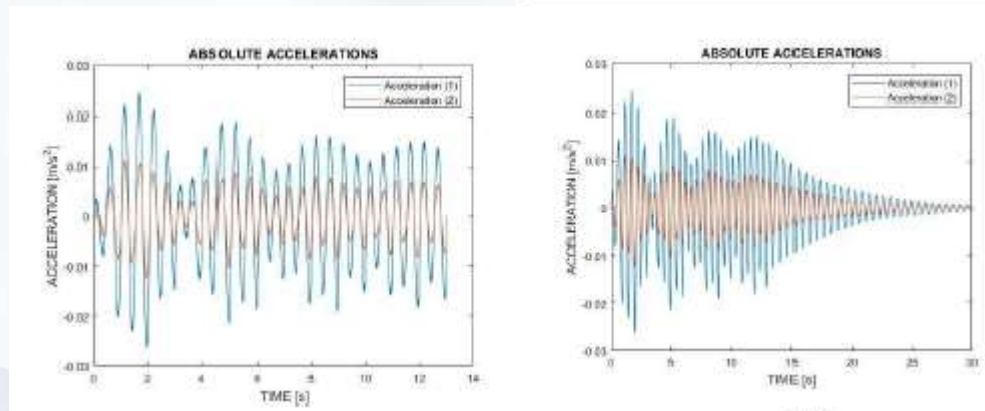 ABSOLUTE ACCELERATIONS
0.03
0.02
0.01
0
-0.01
-0.02
-0.03
ACCELERATION [m/s²]
Acceleration (1)
Acceleration (2)
0 2 4 6 8 10 12 14
TIME [s]
ABSOLUTE ACCELERATIONS
0.03
0.02
0.01
0
-0.01
-0.02
-0.03
ACCELERATION [m/s²]
Acceleration (1)
Acceleration (2)
0 5 10 15 20 25 30
TIME [s]